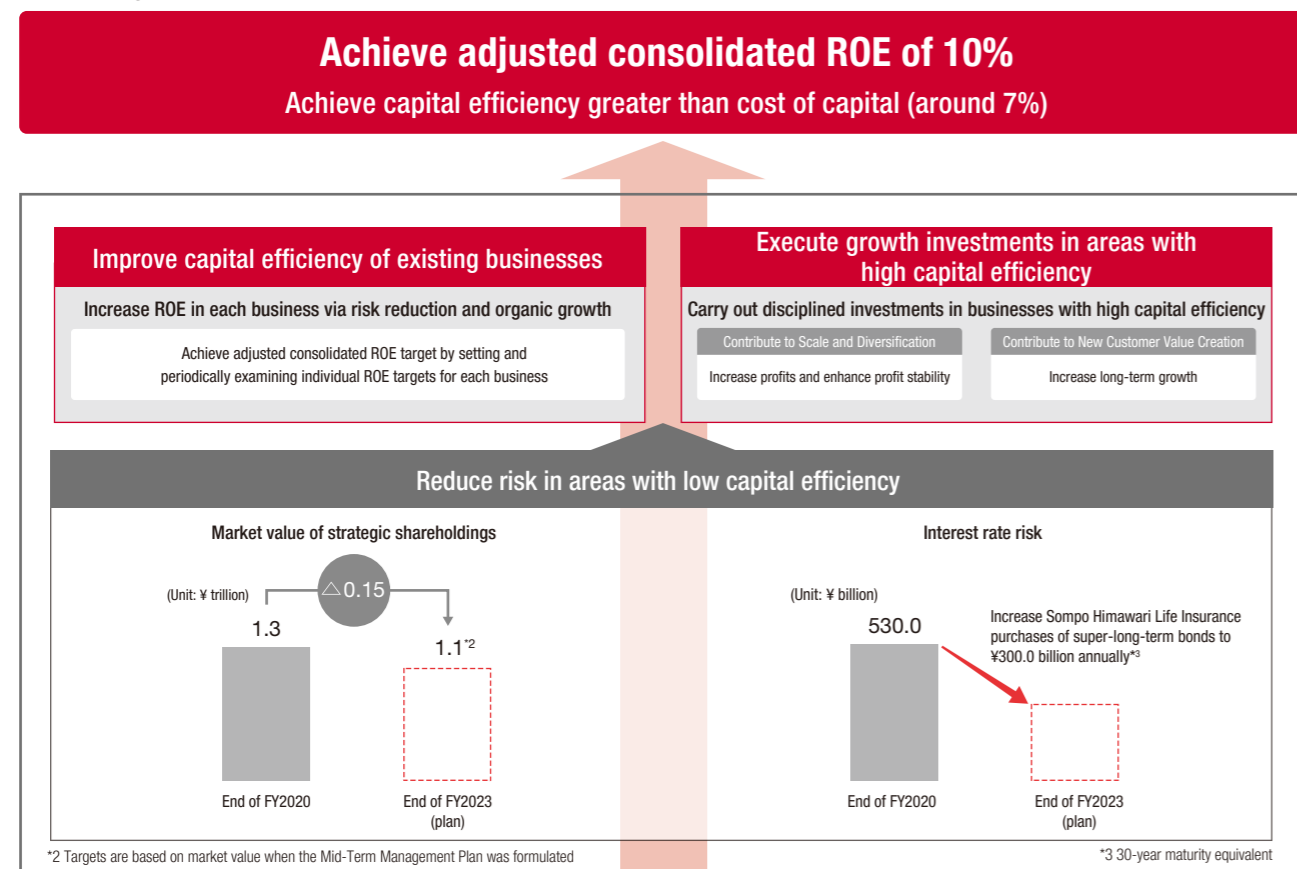 Achieve adjusted consolidated ROE of 10%
Achieve capital efficiency greater than cost of capital (around 7%)
Improve capital efficiency of existing businesses
Increase ROE in each business via risk reduction and organic growth
Achieve adjusted consolidated ROE target by setting and
periodically examining individual ROE targets for each business
Execute growth investments in areas with
high capital efficiency
Carry out disciplined investments in businesses with high capital efficiency
Contribute to Scale and Diversification
Increase profits and enhance profit stability
Contribute to New Customer Value Creation
Increase long-term growth
Reduce risk in areas with low capital efficiency
Market value of strategic shareholdings
(Unit: ¥ trillion)
△0.15
1.3
1.1*2
End of FY2020
End of FY2023
(plan)
Interest rate risk
(Unit: ¥ billion)
530.0
Increase Sompo Himawari Life Insurance
purchases of super-long-term bonds to
¥300.0 billion annually*3
End of FY2020
End of FY2023
(plan)
*2 Targets are based on market value when the Mid-Term Management Plan was formulated
*3 30-year maturity equivalent